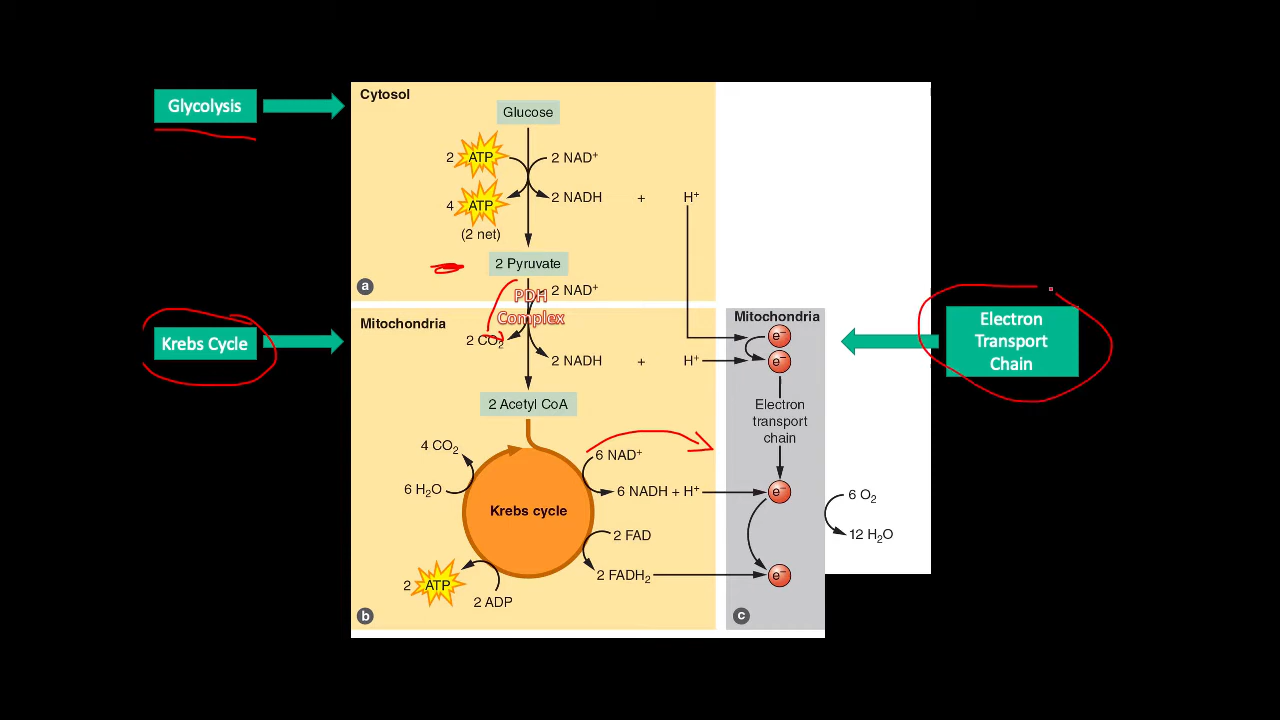 Glycolysis
Cytosol
Glucose
2 ATP
2 NAD⁺
4 ATP
2 NADH + H⁺
(2 net)
2 Pyruvate
a
2 NAD⁺
PDH
Complex
Krebs Cycle
Mitochondria
2 CO₂
2 NADH + H⁺
2 Acetyl CoA
4 CO₂
6 NAD⁺
6 H₂O
6 NADH + H⁺
Krebs cycle
2 FAD
2 FADH₂
2 ATP
2 ADP
b
Mitochondria
e⁻
e⁻
Electron
transport
chain
e⁻
6 O₂
12 H₂O
e⁻
c
Electron
Transport
Chain